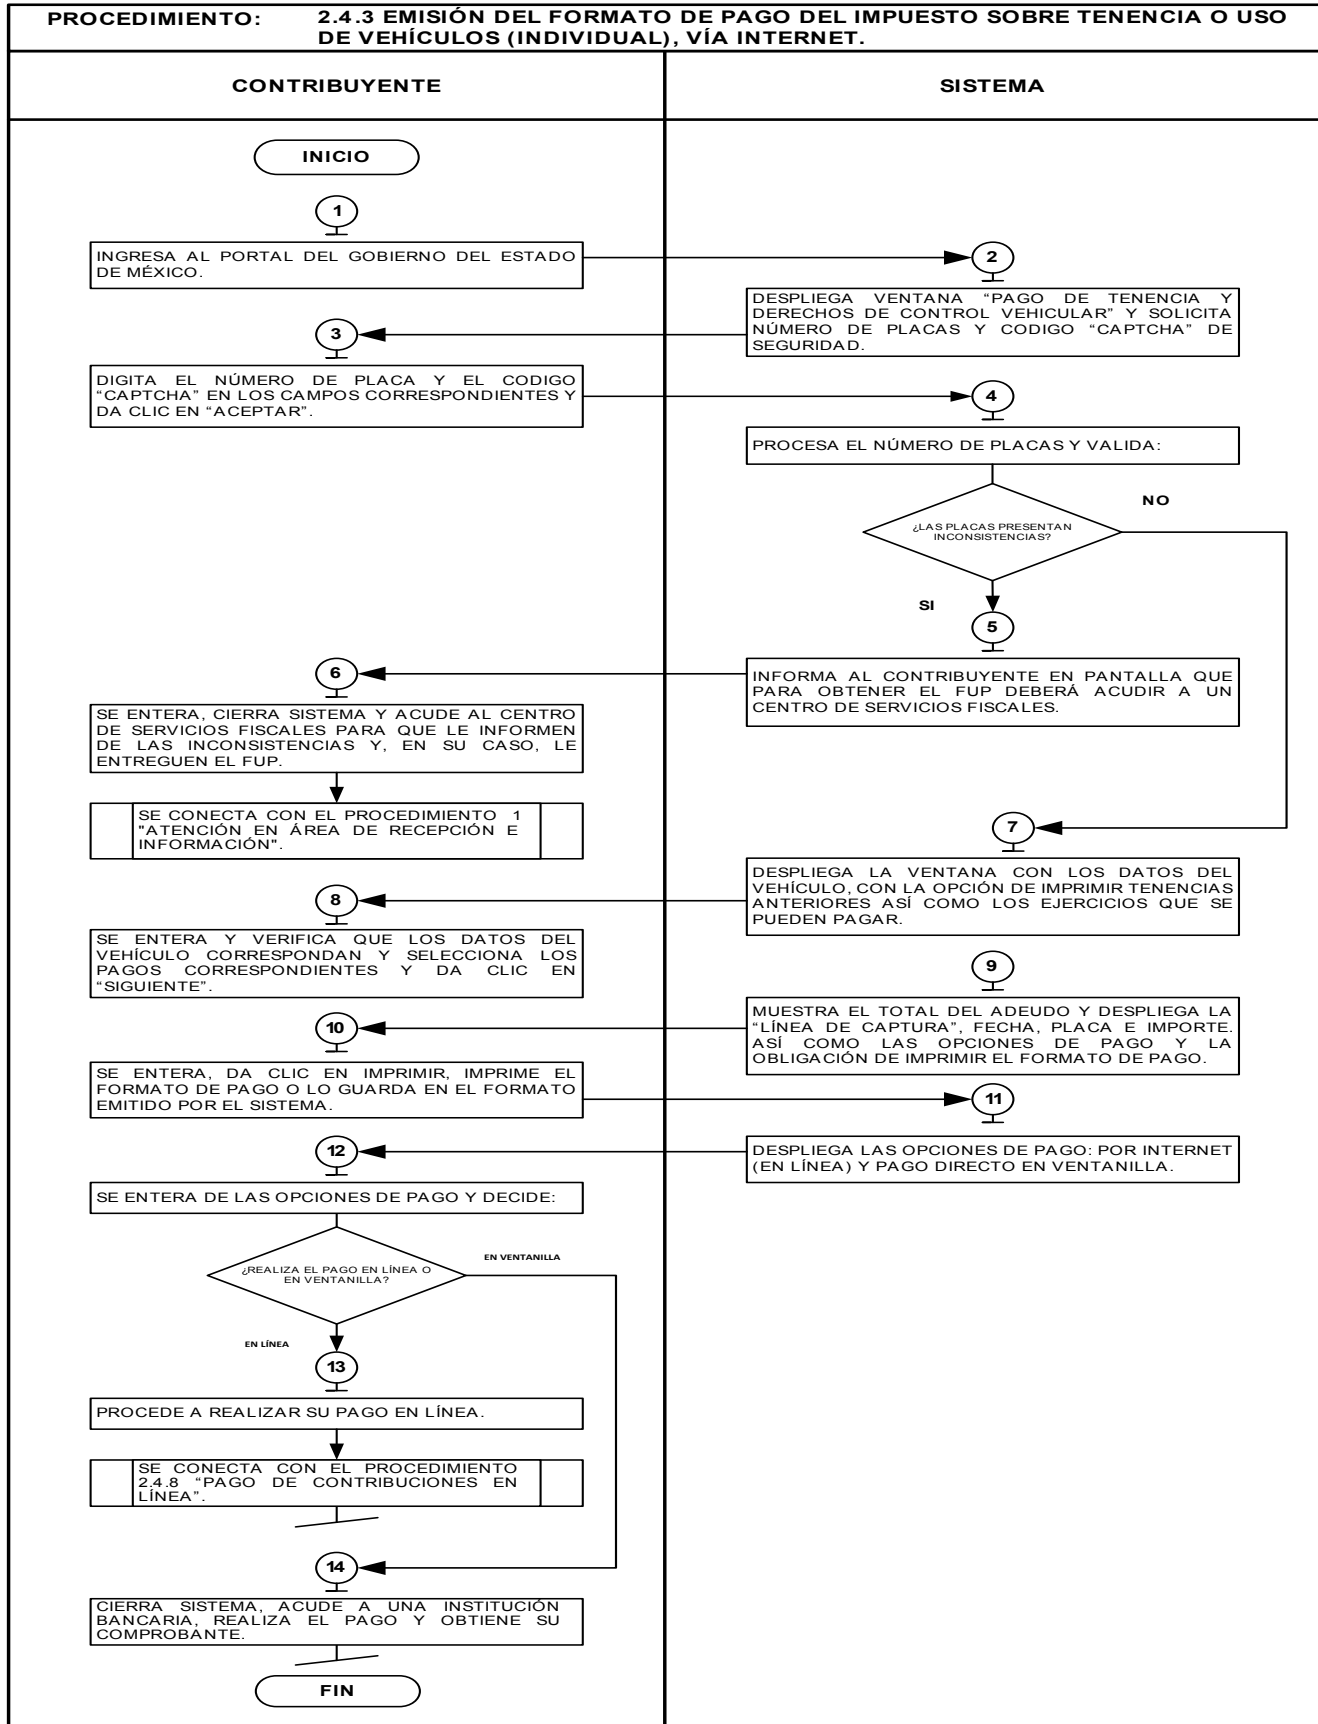 PROCEDIMIENTO: 2.4.3 EMISIÓN DEL FORMATO DE PAGO DEL IMPUESTO SOBRE TENENCIA O USO
DE VEHÍCULOS (INDIVIDUAL), VÍA INTERNET.
CONTRIBUYENTE
SISTEMA
INICIO
1
INGRESA AL PORTAL DEL GOBIERNO DEL ESTADO
DE MÉXICO.
2
DESPLIEGA VENTANA “PAGO DE TENENCIA Y
DERECHOS DE CONTROL VEHICULAR” Y SOLICITA
NÚMERO DE PLACAS Y CODIGO “CAPTCHA” DE
SEGURIDAD.
3
DIGITA EL NÚMERO DE PLACA Y EL CODIGO
“CAPTCHA” EN LOS CAMPOS CORRESPONDIENTES Y
DA CLIC EN “ACEPTAR”.
4
PROCESA EL NÚMERO DE PLACAS Y VALIDA:
¿LAS PLACAS PRESENTAN
INCONSISTENCIAS?
NO
SI
5
INFORMA AL CONTRIBUYENTE EN PANTALLA QUE
PARA OBTENER EL FUP DEBERÁ ACUDIR A UN
CENTRO DE SERVICIOS FISCALES.
6
SE ENTERA, CIERRA SISTEMA Y ACUDE AL CENTRO
DE SERVICIOS FISCALES PARA QUE LE INFORMEN
DE LAS INCONSISTENCIAS Y, EN SU CASO, LE
ENTREGUEN EL FUP.
SE CONECTA CON EL PROCEDIMIENTO 1
"ATENCIÓN EN ÁREA DE RECEPCIÓN E
INFORMACIÓN".
7
DESPLIEGA LA VENTANA CON LOS DATOS DEL
VEHÍCULO, CON LA OPCIÓN DE IMPRIMIR TENENCIAS
ANTERIORES ASÍ COMO LOS EJERCICIOS QUE SE
PUEDEN PAGAR.
8
SE ENTERA Y VERIFICA QUE LOS DATOS DEL
VEHÍCULO CORRESPONDAN Y SELECCIONA LOS
PAGOS CORRESPONDIENTES Y DA CLIC EN
“SIGUIENTE”.
9
MUESTRA EL TOTAL DEL ADEUDO Y DESPLIEGA LA
“LÍNEA DE CAPTURA”, FECHA, PLACA E IMPORTE.
ASÍ COMO LAS OPCIONES DE PAGO Y LA
OBLIGACIÓN DE IMPRIMIR EL FORMATO DE PAGO.
10
SE ENTERA, DA CLIC EN IMPRIMIR, IMPRIME EL
FORMATO DE PAGO O LO GUARDA EN EL FORMATO
EMITIDO POR EL SISTEMA.
11
DESPLIEGA LAS OPCIONES DE PAGO: POR INTERNET
(EN LÍNEA) Y PAGO DIRECTO EN VENTANILLA.
12
SE ENTERA DE LAS OPCIONES DE PAGO Y DECIDE:
¿REALIZA EL PAGO EN LÍNEA O
EN VENTANILLA?
EN VENTANILLA
EN LÍNEA
13
PROCEDE A REALIZAR SU PAGO EN LÍNEA.
SE CONECTA CON EL PROCEDIMIENTO
2.4.8 “PAGO DE CONTRIBUCIONES EN
LÍNEA”.
14
CIERRA SISTEMA, ACUDE A UNA INSTITUCIÓN
BANCARIA, REALIZA EL PAGO Y OBTIENE SU
COMPROBANTE.
FIN